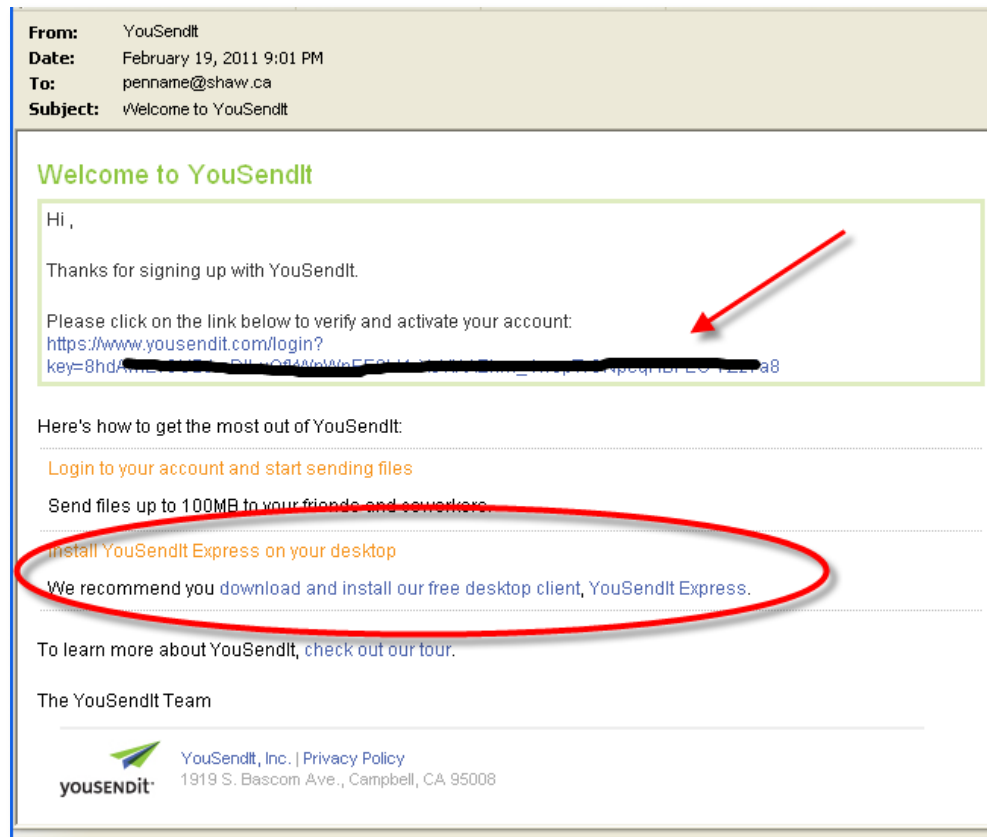 From: YouSendIt
Date: February 19, 2011 9:01 PM
To: penname@shaw.ca
Subject: Welcome to YouSendIt
Welcome to YouSendIt
Hi ,
Thanks for signing up with YouSendIt.
Please click on the link below to verify and activate your account:
https://www.yousendit.com/login?
key=8hd
Here's how to get the most out of YouSendIt:
Login to your account and start sending files
Send files up to 100MB to your friends and coworkers.
Install YouSendIt Express on your desktop
We recommend you download and install our free desktop client, YouSendIt Express.
To learn more about YouSendIt, check out our tour.
The YouSendIt Team
YouSendIt, Inc. | Privacy Policy
yousendit 1919 S. Bascom Ave., Campbell, CA 95008